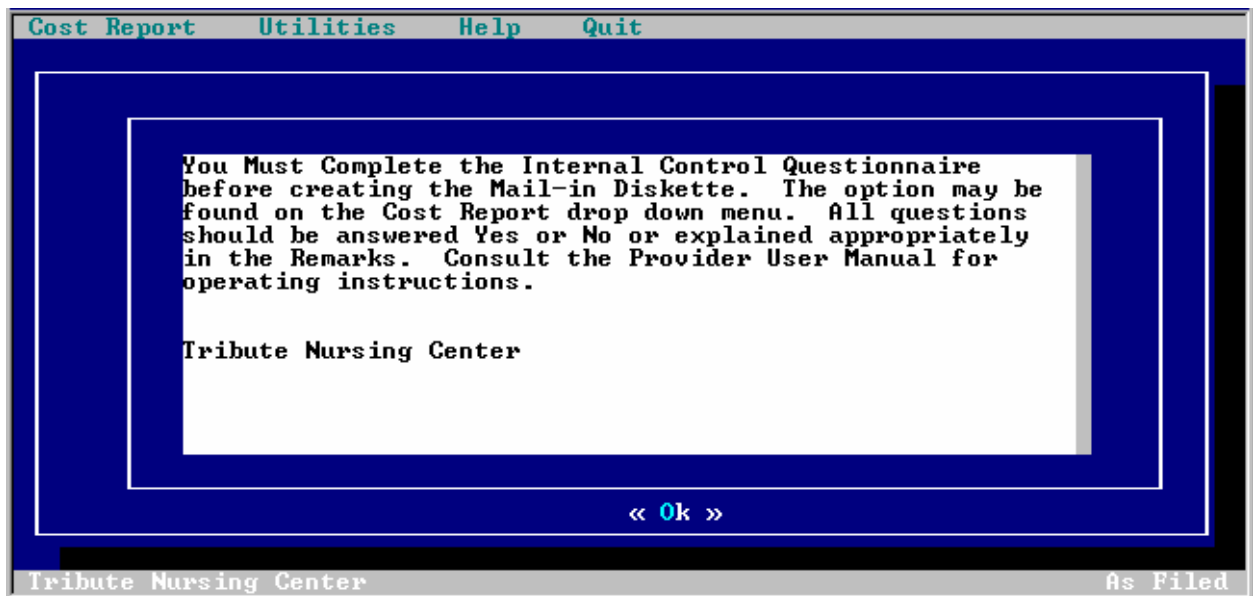 Cost Report Utilities Help Quit
You Must Complete the Internal Control Questionnaire
before creating the Mail-in Diskette. The option may be
found on the Cost Report drop down menu. All questions
should be answered Yes or No or explained appropriately
in the Remarks. Consult the Provider User Manual for
operating instructions.
Tribute Nursing Center
« Ok »
Tribute Nursing Center As Filed